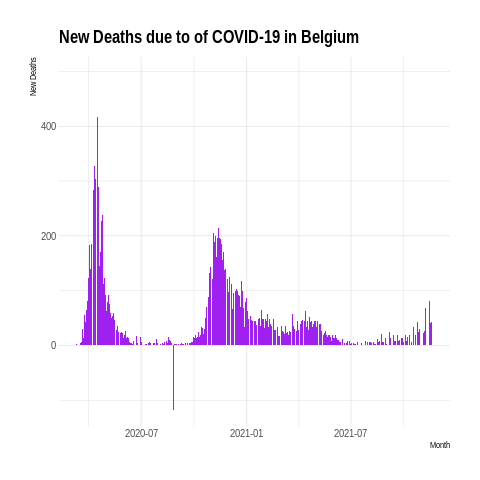 New Deaths due to of COVID-19 in Belgium
New Deaths
400
200
0
2020-07
2021-01
2021-07
Month